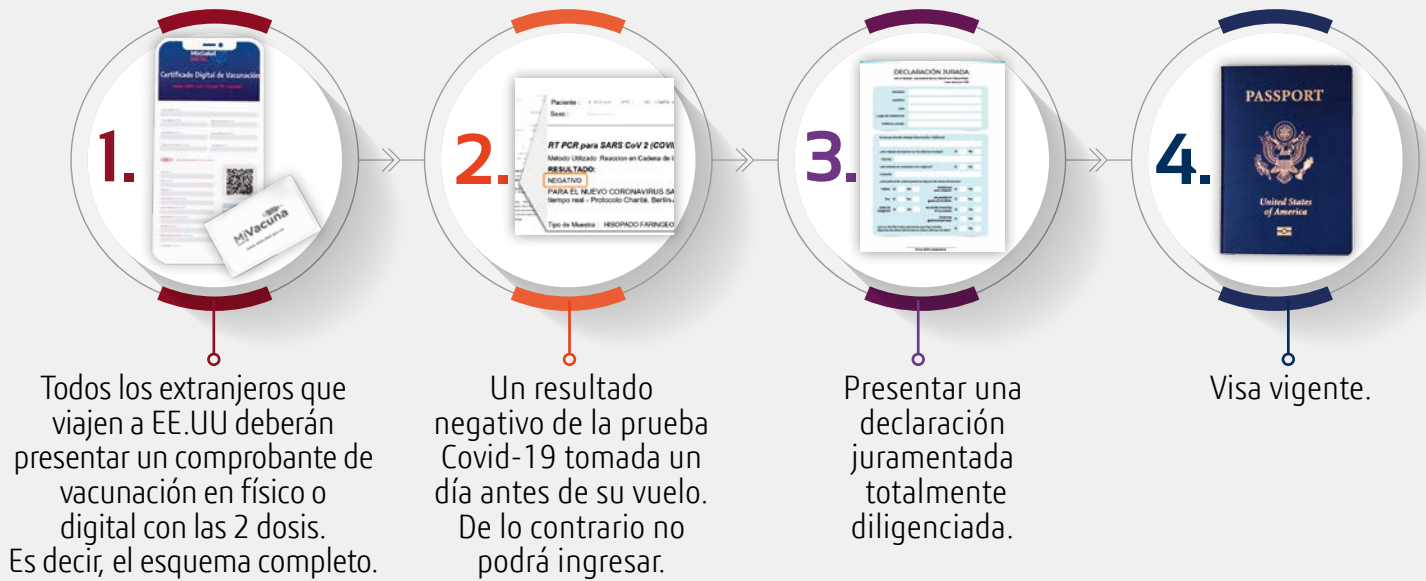 1.
MinSalud
Certificado Digital de Vacunación
MiVacuna
Todos los extranjeros que
viajen a EE.UU deberán
presentar un comprobante de
vacunación en físico o
digital con las 2 dosis.
Es decir, el esquema completo.
2.
Paciente :
Sexo :
RT PCR para SARS CoV 2 (COVI
Método Utilizado :Reaccion en Cadena de l
RESULTADO:
NEGATIVO
PARA EL NUEVO CORONAVIRUS SA
tiempo real - Protocolo Charité, Berlin-
Tipo de Muestra : HISOPADO FARINGEO
Un resultado
negativo de la prueba
Covid-19 tomada un
día antes de su vuelo.
De lo contrario no
podrá ingresar.
3.
DECLARACIÓN JURADA
Presentar una
declaración
juramentada
totalmente
diligenciada.
4.
PASSPORT
United States
of America
Visa vigente.